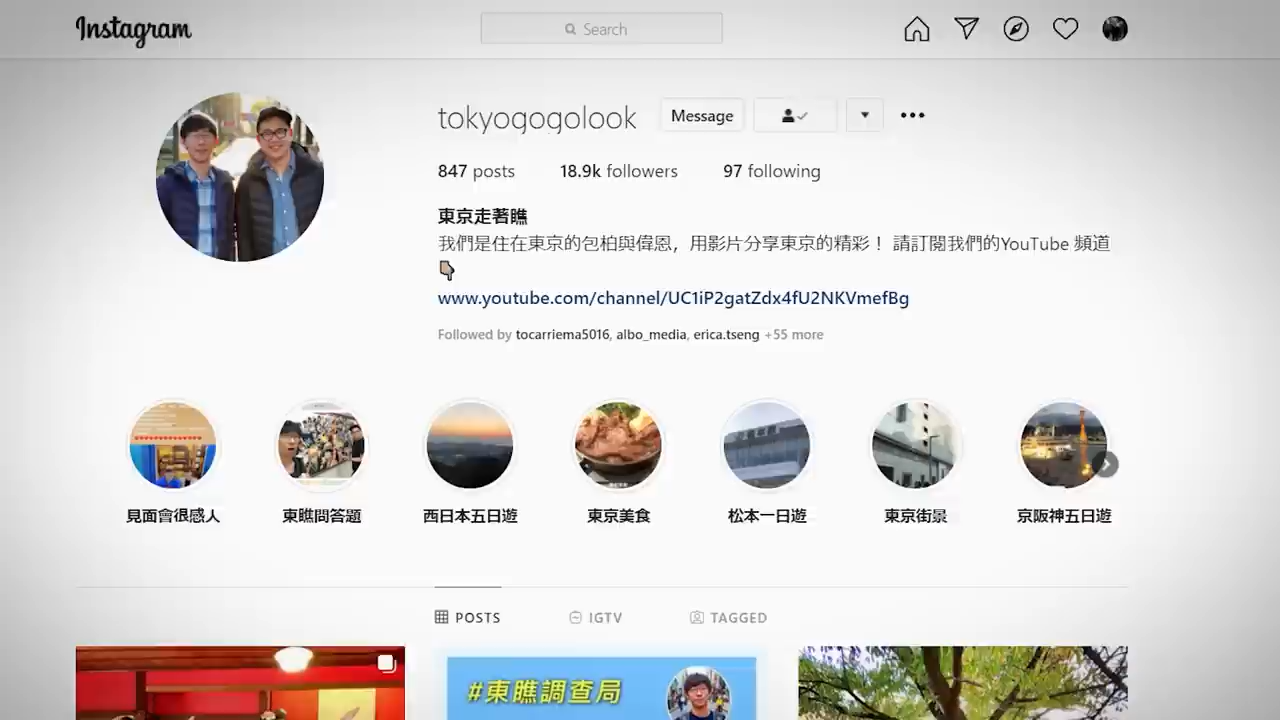 Instagram
Search
tokyogogolook
Message
847 posts
18.9k followers
97 following
東京走著瞧
我們是住在東京的包柏與偉恩，用影片分享東京的精彩！ 請訂閱我們的YouTube 頻道
👇🏽
www.youtube.com/channel/UC1iP2gatZdx4fU2NKVmefBg
Followed by tocarriema5016, albo_media, erica.tseng +55 more
見面會很感人
東瞧問答題
西日本五日遊
東京美食
松本一日遊
東京街景
京阪神五日遊
POSTS
IGTV
TAGGED
#東瞧調查局